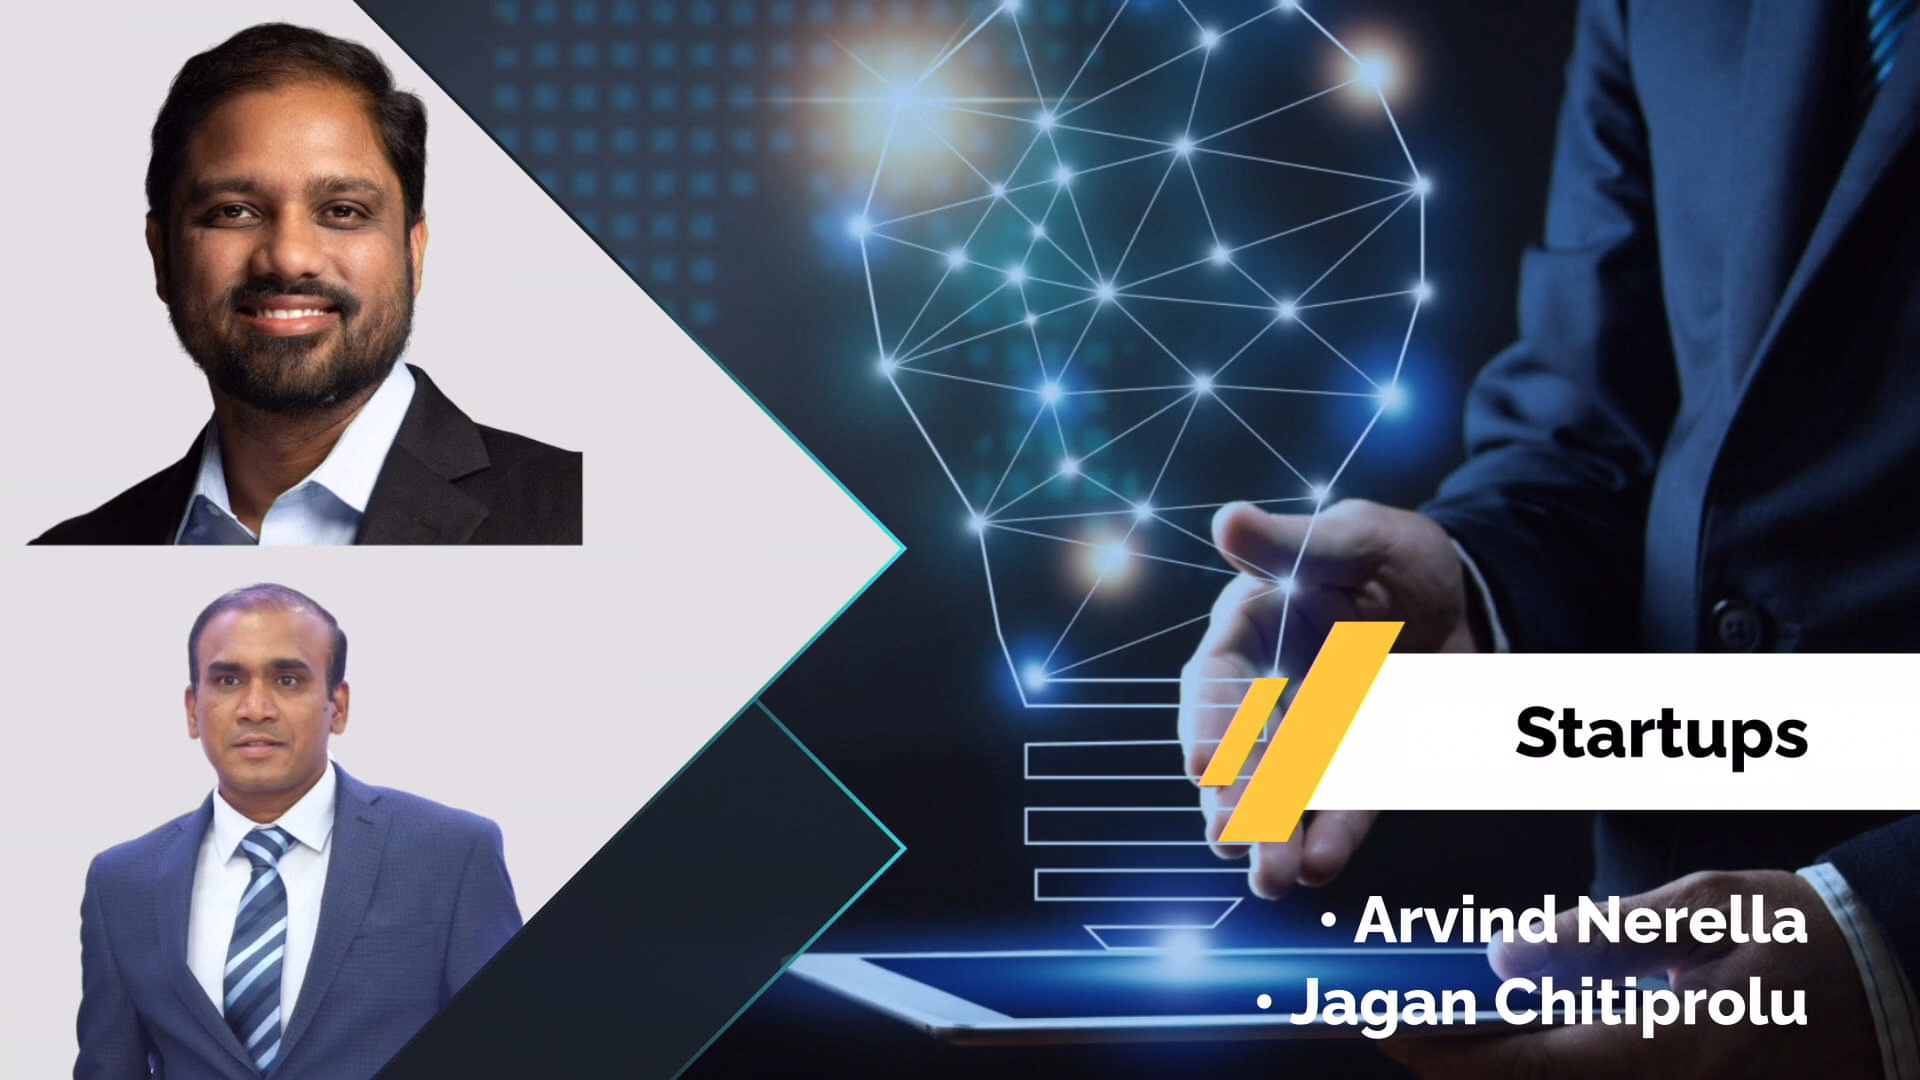 Startups
• Arvind Nerella
• Jagan Chitiprolu